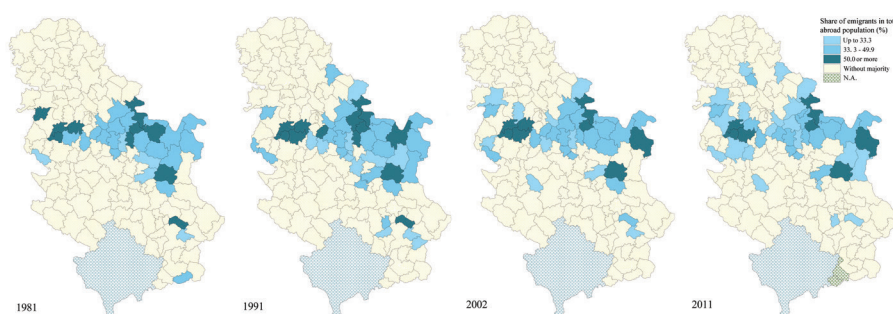 Share of emigrants in tot
abroad population (%)
Up to 33.3
33. 3 - 49.9
50,0 or more
Without majority
N.A.
1981
1991
2002
2011